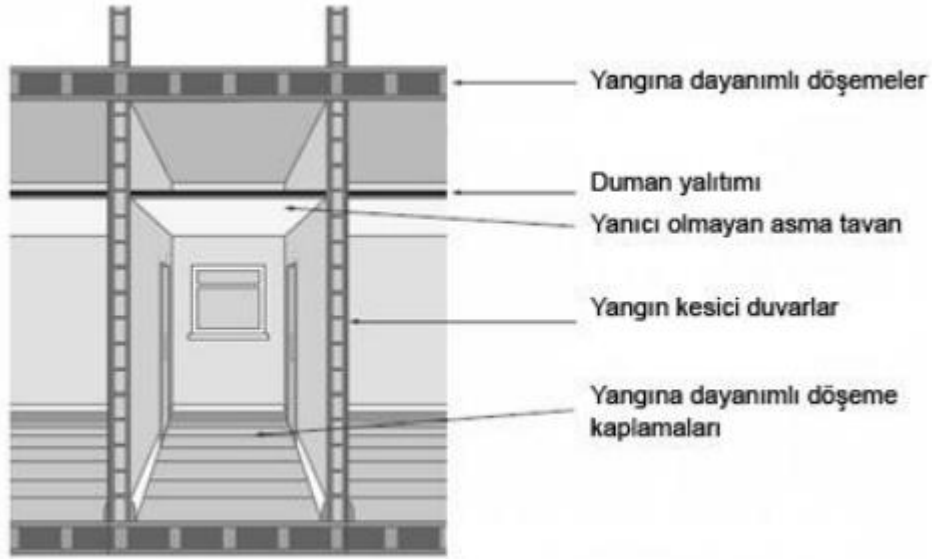 Yangına dayanımlı döşemeler
Duman yalıtımı
Yanıcı olmayan asma tavan
Yangın kesici duvarlar
Yangına dayanımlı döşeme
kaplamaları